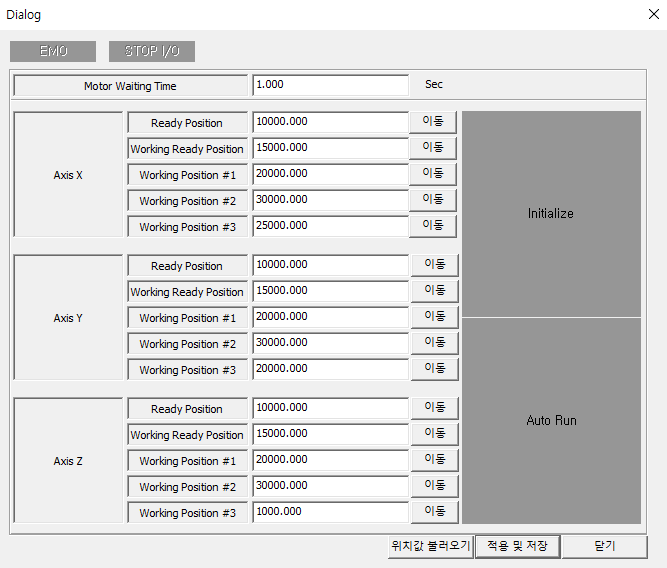 Dialog
EMO STOP I/O
Motor Waiting Time 1.000 Sec
Ready Position 10000.000 이동
Working Ready Position 15000.000 이동
Axis X Working Position #1 20000.000 이동
Working Position #2 30000.000 이동
Initialize
Working Position #3 25000.000 이동
Ready Position 10000.000 이동
Working Ready Position 15000.000 이동
Axis Y Working Position #1 20000.000 이동
Working Position #2 30000.000 이동
Working Position #3 20000.000 이동
Ready Position 10000.000 이동
Auto Run
Working Ready Position 15000.000 이동
Axis Z Working Position #1 20000.000 이동
Working Position #2 30000.000 이동
Working Position #3 1000.000 이동
위치값 불러오기 적용 및 저장 닫기